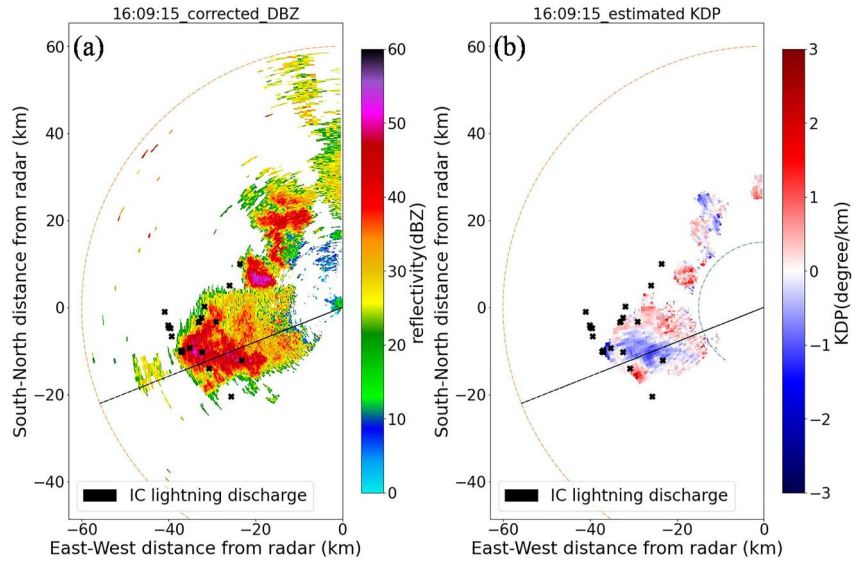 16:09:15_corrected_DBZ
(a)
South-North distance from radar (km)
60
40
20
0
−20
−40
−60
−40
−20
0
East-West distance from radar (km)
IC lightning discharge
60
50
40
30
20
10
0
reflectivity(dBZ)
16:09:15_estimated KDP
(b)
South-North distance from radar (km)
60
40
20
0
−20
−40
−60
−40
−20
0
East-West distance from radar (km)
IC lightning discharge
3
2
1
0
−1
−2
−3
KDP(degree/km)